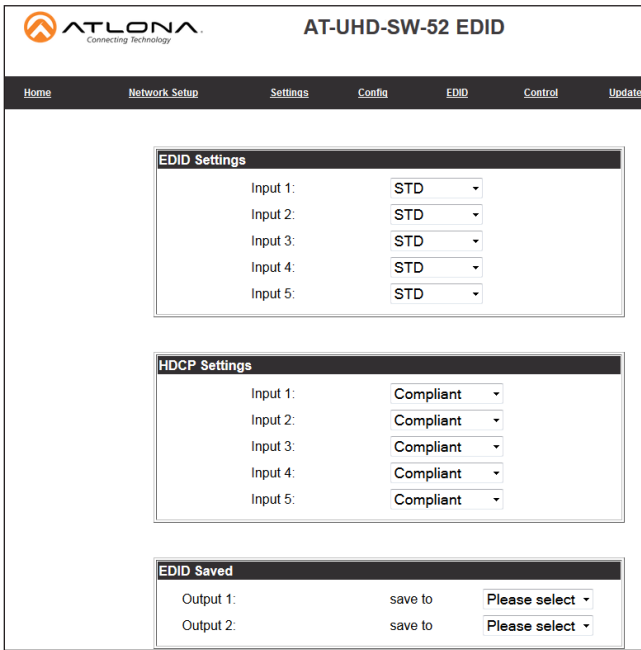 ATLONA.
Connecting Technology
AT-UHD-SW-52 EDID
Home Network Setup Settings Config EDID Control Update
EDID Settings
Input 1: STD
Input 2: STD
Input 3: STD
Input 4: STD
Input 5: STD
HDCP Settings
Input 1: Compliant
Input 2: Compliant
Input 3: Compliant
Input 4: Compliant
Input 5: Compliant
EDID Saved
Output 1: save to Please select
Output 2: save to Please select